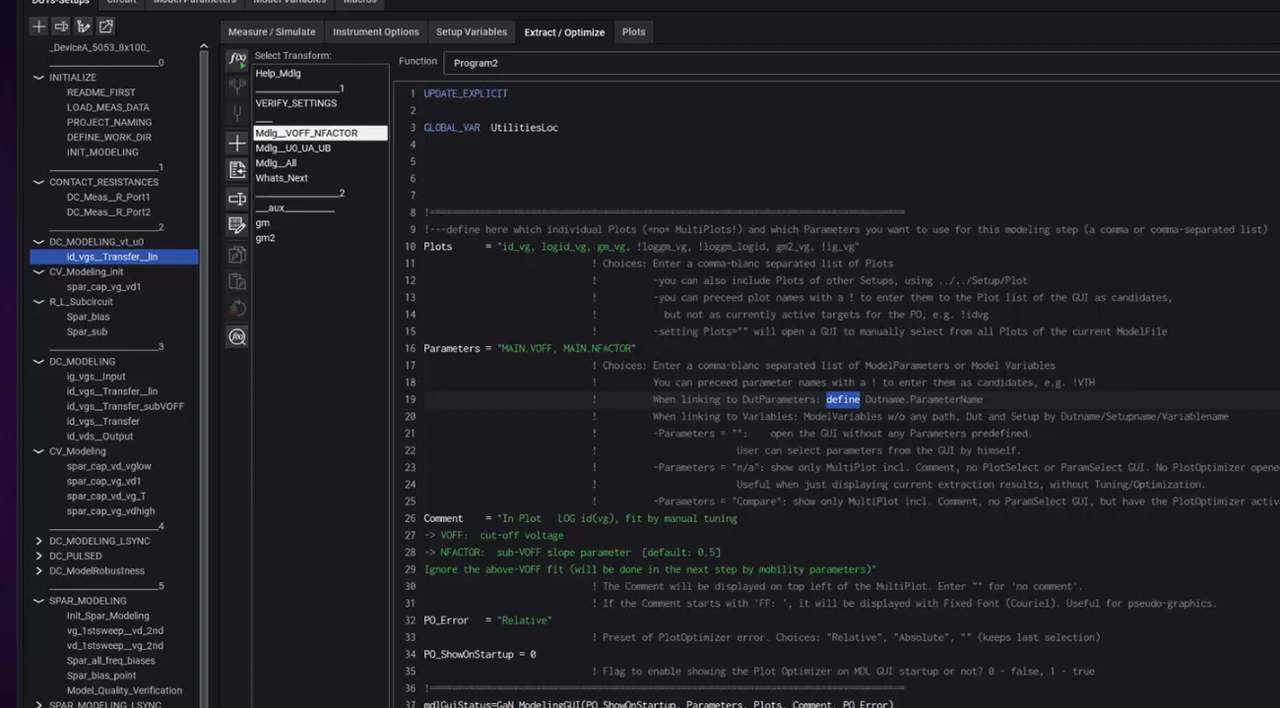 DUTs-Setups
Circuit
Model Parameters
Model Variables
Macros
_DeviceA_5053_8x100_
0
INITIALIZE
README_FIRST
LOAD_MEAS_DATA
PROJECT_NAMING
DEFINE_WORK_DIR
INIT_MODELING
1
CONTACT_RESISTANCES
DC_Meas__R_Port1
DC_Meas__R_Port2
2
DC_MODELING_vt_u0
id_vgs__Transfer__lin
CV_Modeling_init
spar_cap_vg_vd1
R_L_Subcircuit
Spar_bias
Spar_sub
3
DC_MODELING
ig_vgs__Input
id_vgs__Transfer__lin
id_vgs__Transfer_subVOFF
id_vgs__Transfer
id_vds__Output
CV_Modeling
spar_cap_vd_vglow
spar_cap_vg_vd1
spar_cap_vd_vg_T
spar_cap_vg_vdhigh
4
DC_MODELING_LSYNC
DC_PULSED
DC_ModelRobustness
5
SPAR_MODELING
Init_Spar_Modeling
vg_1stsweep__vd_2nd
vd_1stsweep__vg_2nd
Spar_all_freq_biases
Spar_bias_point
Model_Quality_Verification
SPAR_MODELING_LSYNC
Measure / Simulate
Instrument Options
Setup Variables
Extract / Optimize
Plots
Select Transform:
Help_Mdlg
1
VERIFY_SETTINGS
Mdlg__VOFF_NFACTOR
Mdlg__U0_UA_UB
Mdlg__All
Whats_Next
2
__aux
gm
gm2
Function
Program2
1 UPDATE_EXPLICIT
2
3 GLOBAL_VAR UtilitiesLoc
4
5
6
7
8 !==========================================================================
9 !---define here which individual Plots (*no* MultiPlots!) and which Parameters you want to use for this modeling step (a comma or comma-separated list)
10 Plots = "id_vg, logid_vg, gm_vg, !loggm_vg, !loggm_logid, gm2_vg, !ig_vg"
11 ! Choices: Enter a comma-blanc separated list of Plots
12 ! -you can also include Plots of other Setups, using ../../Setup/Plot
13 ! -you can preceed plot names with a ! to enter them to the Plot list of the GUI as candidates,
14 ! but not as currently active targets for the PO, e.g. !idvg
15 ! -setting Plots="" will open a GUI to manually select from all Plots of the current ModelFile
16 Parameters = "MAIN.VOFF, MAIN.NFACTOR"
17 ! Choices: Enter a comma-blanc separated list of ModelParameters or Model Variables
18 ! You can preceed parameter names with a ! to enter them as candidates, e.g. !VTH
19 ! When linking to DutParameters: define Dutname.ParameterName
20 ! When linking to Variables: ModelVariables w/o any path, Dut and Setup by Dutname/Setupname/Variablename
21 ! -Parameters = "": open the GUI without any Parameters predefined.
22 ! User can select parameters from the GUI by himself.
23 ! -Parameters = "n/a": show only MultiPlot incl. Comment, no PlotSelect or ParamSelect GUI. No PlotOptimizer opene
24 ! Useful when just displaying current extraction results, without Tuning/Optimization.
25 ! -Parameters = "Compare": show only MultiPlot incl. Comment, no ParamSelect GUI, but have the PlotOptimizer activ
26 Comment = "In Plot LOG id(vg), fit by manual tuning
27 -> VOFF: cut-off voltage
28 -> NFACTOR: sub-VOFF slope parameter [default: 0.5]
29 Ignore the above-VOFF fit (will be done in the next step by mobility parameters)"
30 ! The Comment will be displayed on top left of the MultiPlot. Enter "" for 'no comment'.
31 ! If the Comment starts with 'FF: ', it will be displayed with Fixed Font (Couriel). Useful for pseudo-graphics.
32 PO_Error = "Relative"
33 ! Preset of PlotOptimizer error. Choices: "Relative", "Absolute", "" (keeps last selection)
34 PO_ShowOnStartup = 0
35 ! Flag to enable showing the Plot Optimizer on MDL GUI startup or not? 0 - false, 1 - true
36 !==========================================================================
37 mdlGuiStatus=GaN_ModelingGUI(PO_ShowOnStartup, Parameters, Plots, Comment, PO_Error)